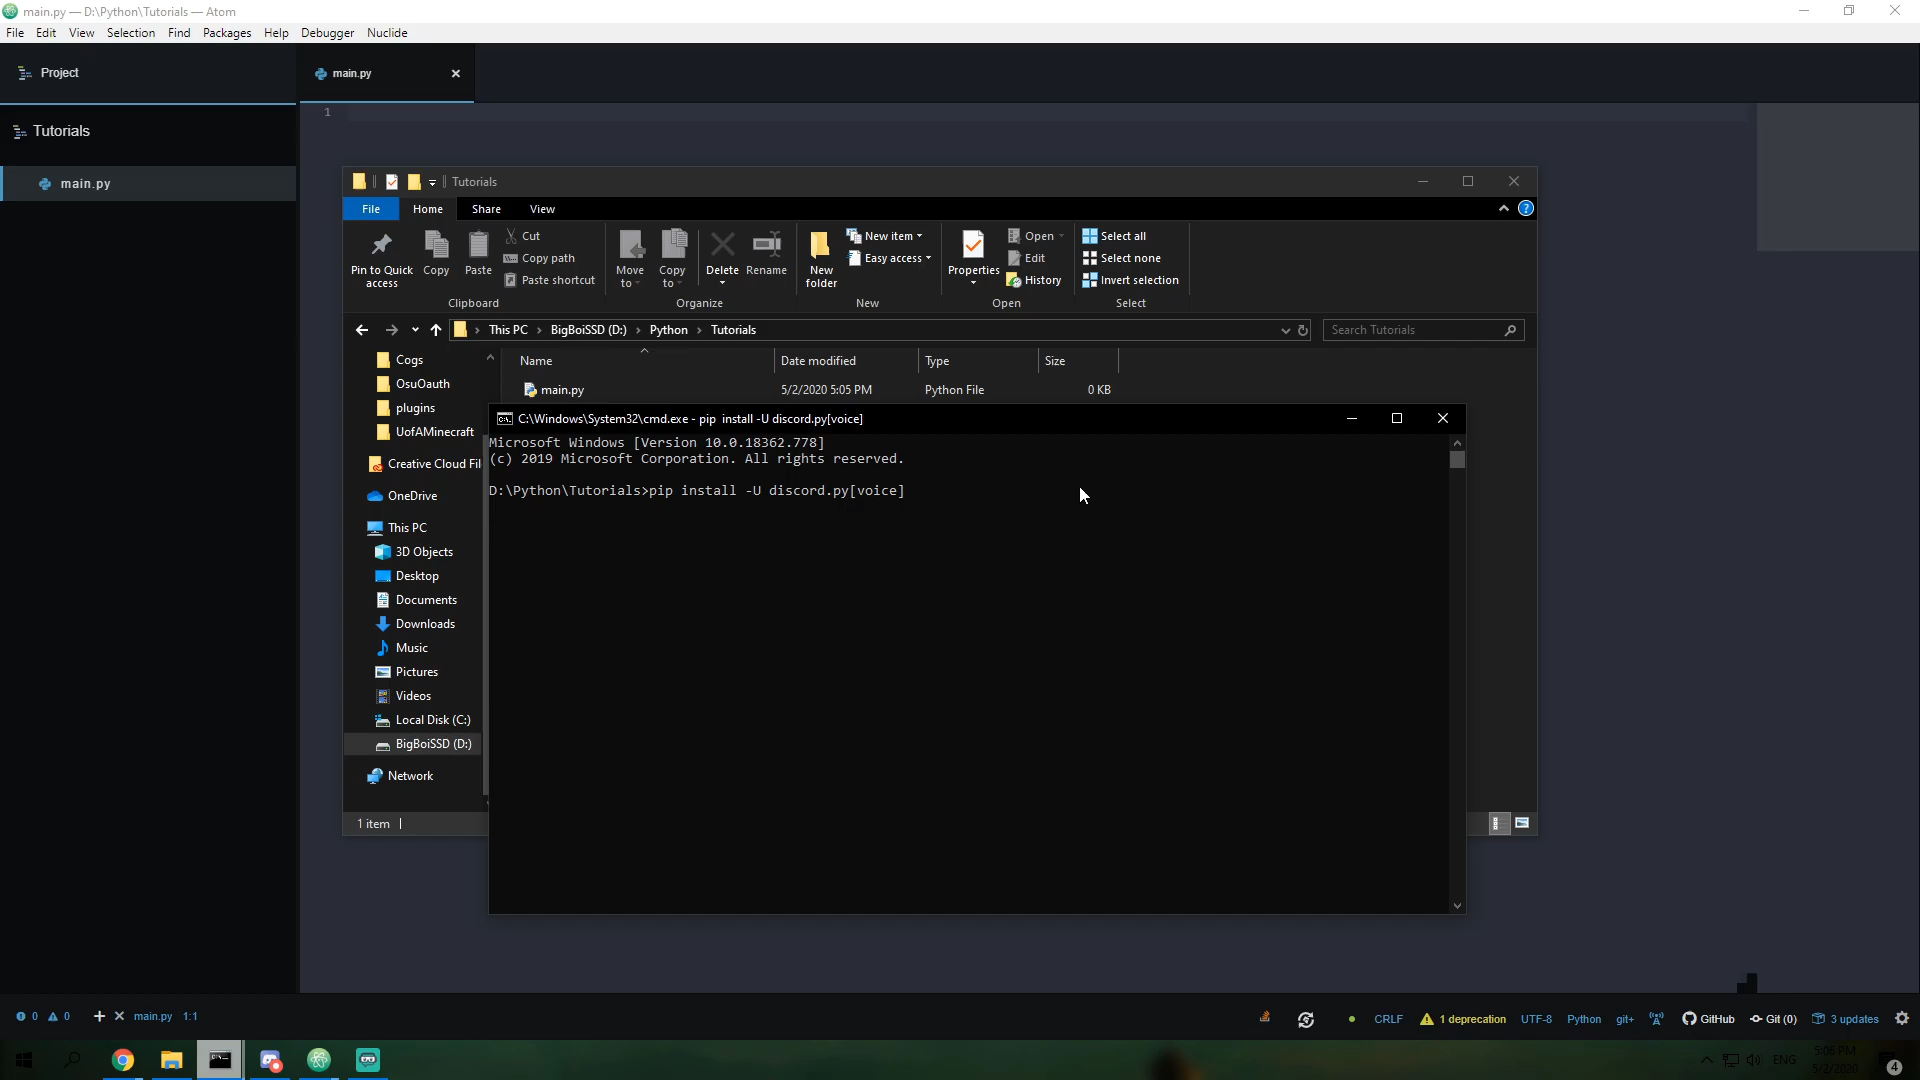 main.py — D:\Python\Tutorials — Atom
File Edit View Selection Find Packages Help Debugger Nuclide
Project
main.py
1
Tutorials
main.py
Tutorials
File Home Share View
Pin to Quick access
Copy
Paste
Cut
Copy path
Paste shortcut
Clipboard
Move to
Copy to
Delete
Rename
Organize
New folder
New item
Easy access
New
Properties
Open
Edit
History
Open
Select all
Select none
Invert selection
Select
This PC BigBoiSSD (D:) Python Tutorials
Search Tutorials
Cogs
OsuOauth
plugins
UofAMinecraft
Creative Cloud Fil
OneDrive
This PC
3D Objects
Desktop
Documents
Downloads
Music
Pictures
Videos
Local Disk (C:)
BigBoiSSD (D:)
Network
Name Date modified Type Size
main.py 5/2/2020 5:05 PM Python File 0 KB
C:\Windows\System32\cmd.exe - pip install -U discord.py[voice]
Microsoft Windows [Version 10.0.18362.778]
(c) 2019 Microsoft Corporation. All rights reserved.
D:\Python\Tutorials>pip install -U discord.py[voice]
1 item
0 0 main.py 1:1
CRLF 1 deprecation UTF-8 Python git+ GitHub Git (0) 3 updates
ENG
5:06 PM
5/2/2020
4